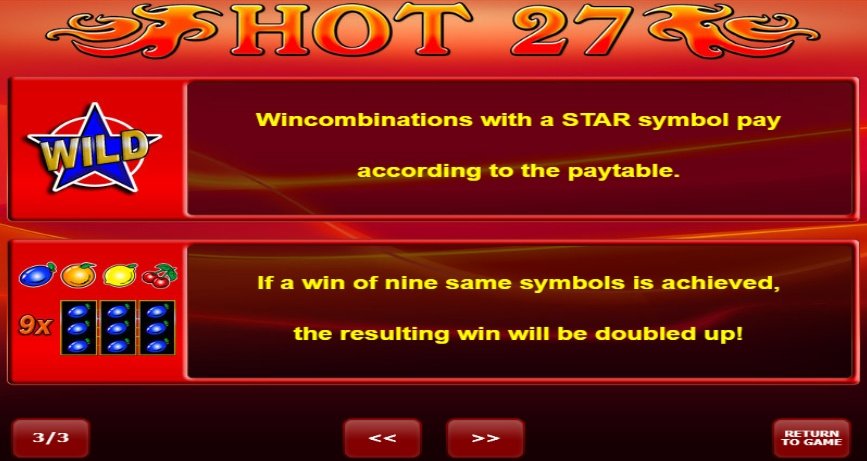 HOT 27
WILD
Wincombinations with a STAR symbol pay
according to the paytable.
9x
If a win of nine same symbols is achieved,
the resulting win will be doubled up!
3/3
<<
>>
RETURN
TO GAME